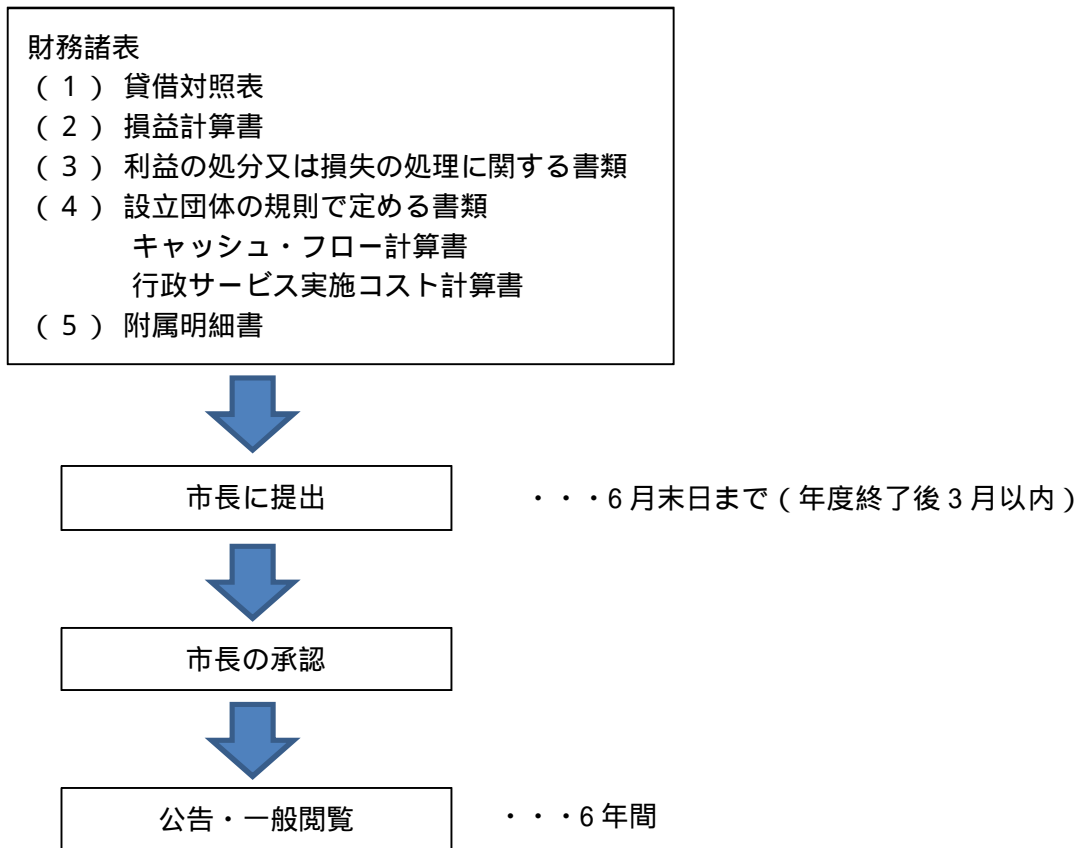 財務諸表
（１） 貸借対照表
（２） 損益計算書
（３） 利益の処分又は損失の処理に関する書類
（４） 設立団体の規則で定める書類
キャッシュ・フロー計算書
行政サービス実施コスト計算書
（５） 附属明細書
市長に提出 ・・・6月末日まで（年度終了後３月以内）
市長の承認
公告・一般閲覧 ・・・6年間